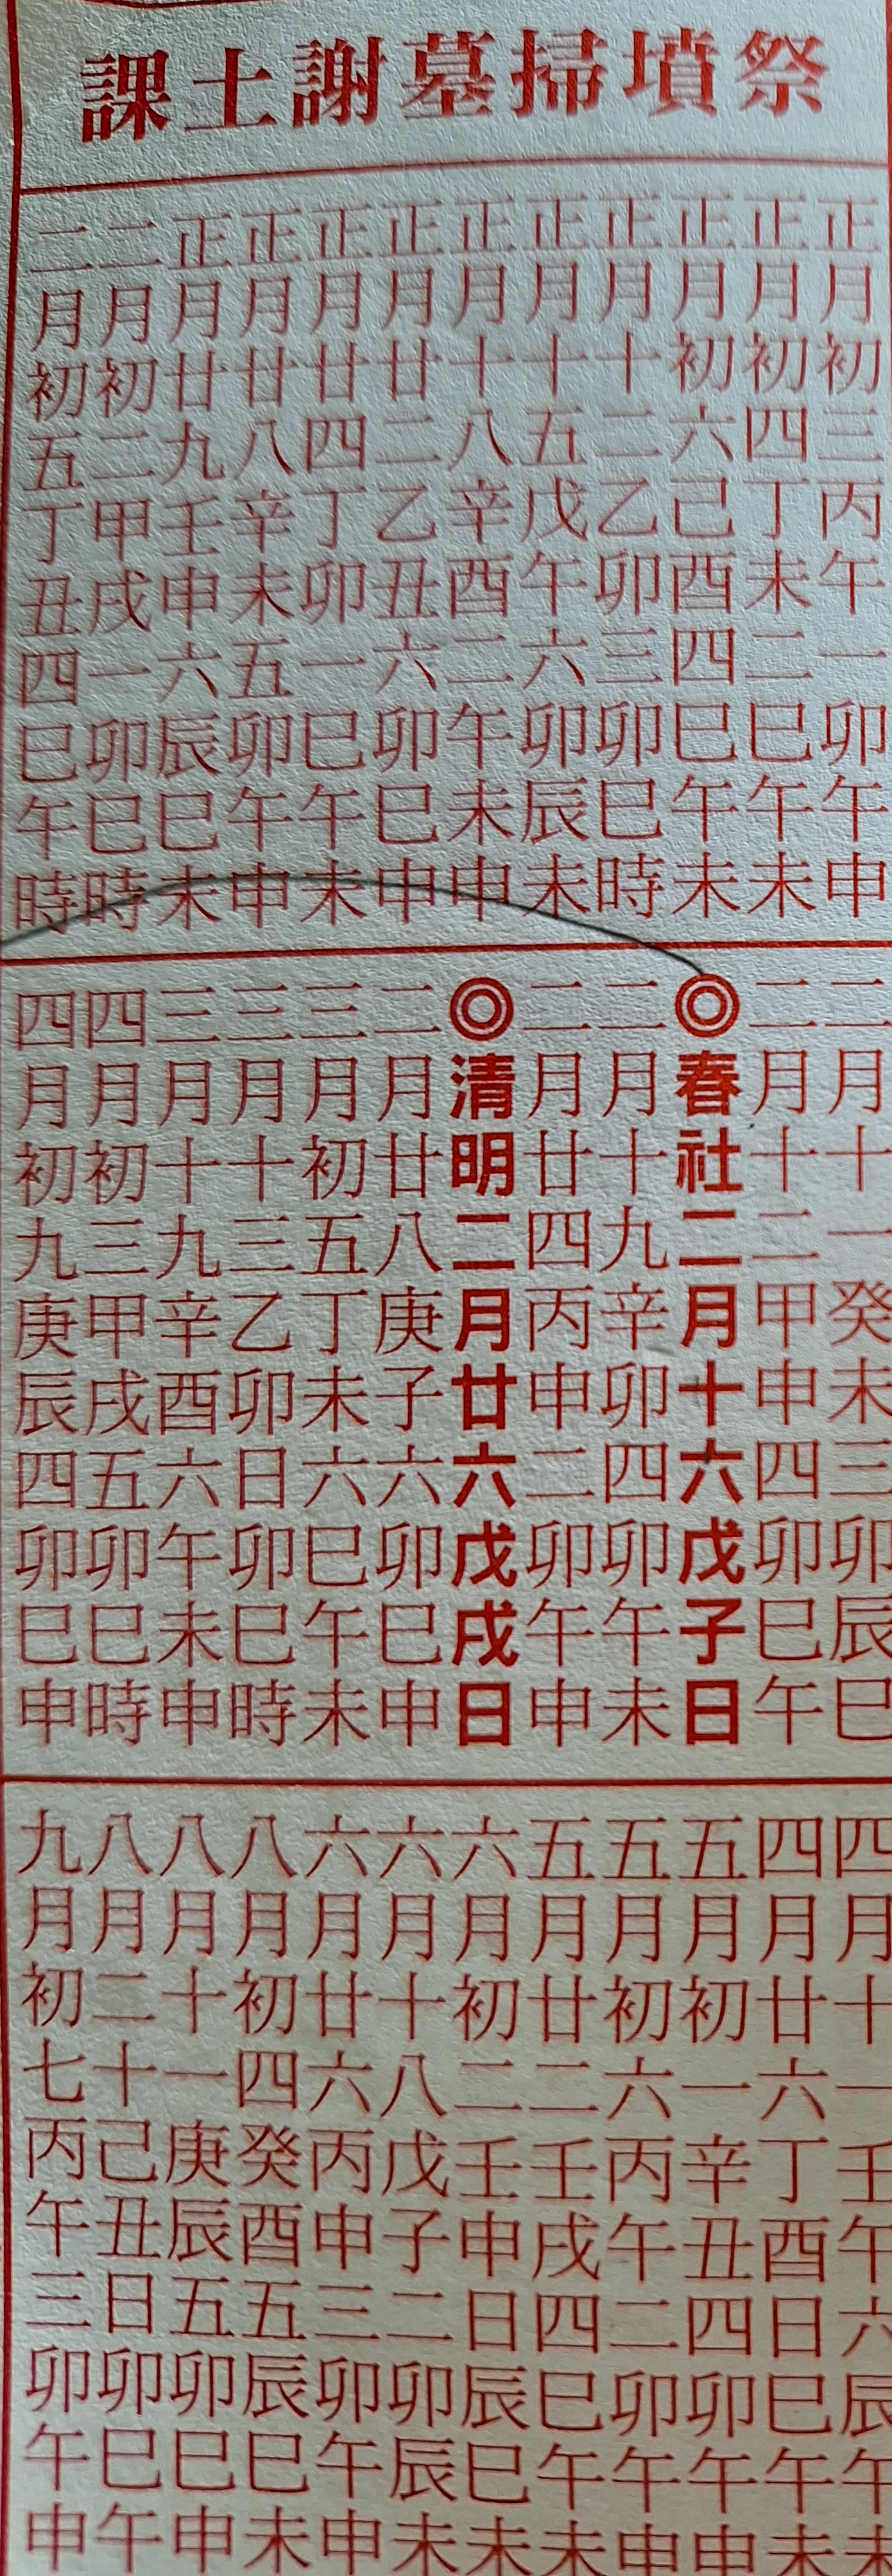 祭墳掃墓謝土課
正月初三丙午一卯午申
正月初四丁未二巳午未
正月初六己酉四巳午未
正月十二乙卯三卯巳時
正月十五戊午六卯辰未
正月十八辛酉二午未申
正月廿二乙丑六卯巳申
正月廿四丁卯一巳午未
正月廿八辛未五卯午申
正月廿九壬申六辰巳未
二月初二甲戌一卯巳時
二月初五丁丑四巳午時
二月十一癸未三卯辰巳
二月十二甲申四卯巳午
◎春社二月十六戊子日
二月十九辛卯四卯午未
二月廿四丙申二卯午申
◎清明二月廿六戊戌日
二月廿八庚子六卯巳申
三月初五丁未六巳午未
三月十三乙卯日卯巳時
三月十九辛酉六午未申
四月初三甲戌五卯巳時
四月初九庚辰四卯巳申
四月十一壬午六辰午未
四月廿六丁酉日巳午未
五月初一辛丑四卯午申
五月初六丙午二卯午申
五月廿二壬戌四巳午未
六月初二壬申日辰巳未
六月十八戊子二卯辰未
六月廿六丙申三卯午申
八月初四癸酉五辰巳未
八月十一庚辰五卯巳申
八月二十己丑日卯巳午
九月初七丙午三卯午申